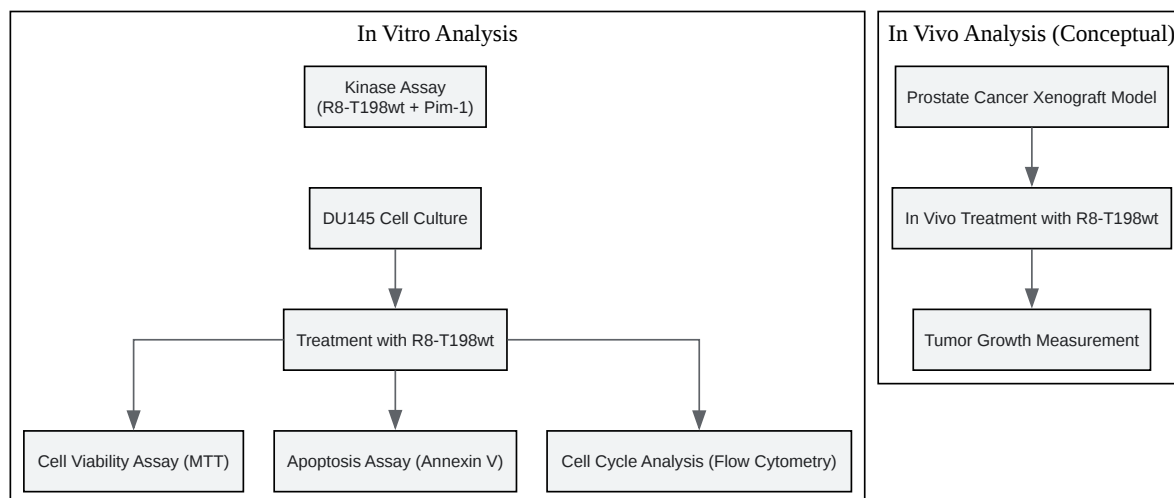 In Vitro Analysis
Kinase Assay
(R8-T198wt + Pim-1)
DU145 Cell Culture
Treatment with R8-T198wt
Cell Viability Assay (MTT)
Apoptosis Assay (Annexin V)
Cell Cycle Analysis (Flow Cytometry)
In Vivo Analysis (Conceptual)
Prostate Cancer Xenograft Model
In Vivo Treatment with R8-T198wt
Tumor Growth Measurement